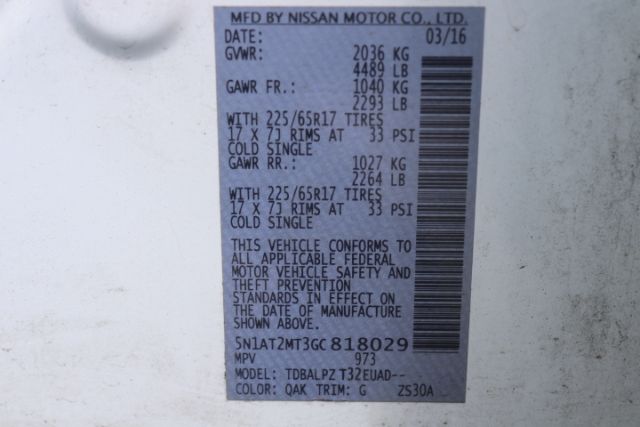 MFD BY NISSAN MOTOR CO., LTD.
DATE: 03/16
GVWR: 2036 KG
4489 LB
GAWR FR.: 1040 KG
2293 LB
WITH 225/65R17 TIRES
17 X 7J RIMS AT 33 PSI
COLD SINGLE
GAWR RR.: 1027 KG
2264 LB
WITH 225/65R17 TIRES
17 X 7J RIMS AT 33 PSI
COLD SINGLE
THIS VEHICLE CONFORMS TO
ALL APPLICABLE FEDERAL
MOTOR VEHICLE SAFETY AND
THEFT PREVENTION
STANDARDS IN EFFECT ON
THE DATE OF MANUFACTURE
SHOWN ABOVE.
5N1AT2MT3GC818029
MPV 973
MODEL: TDBALPZ T32EUAD--
COLOR: QAK TRIM: G ZS30A